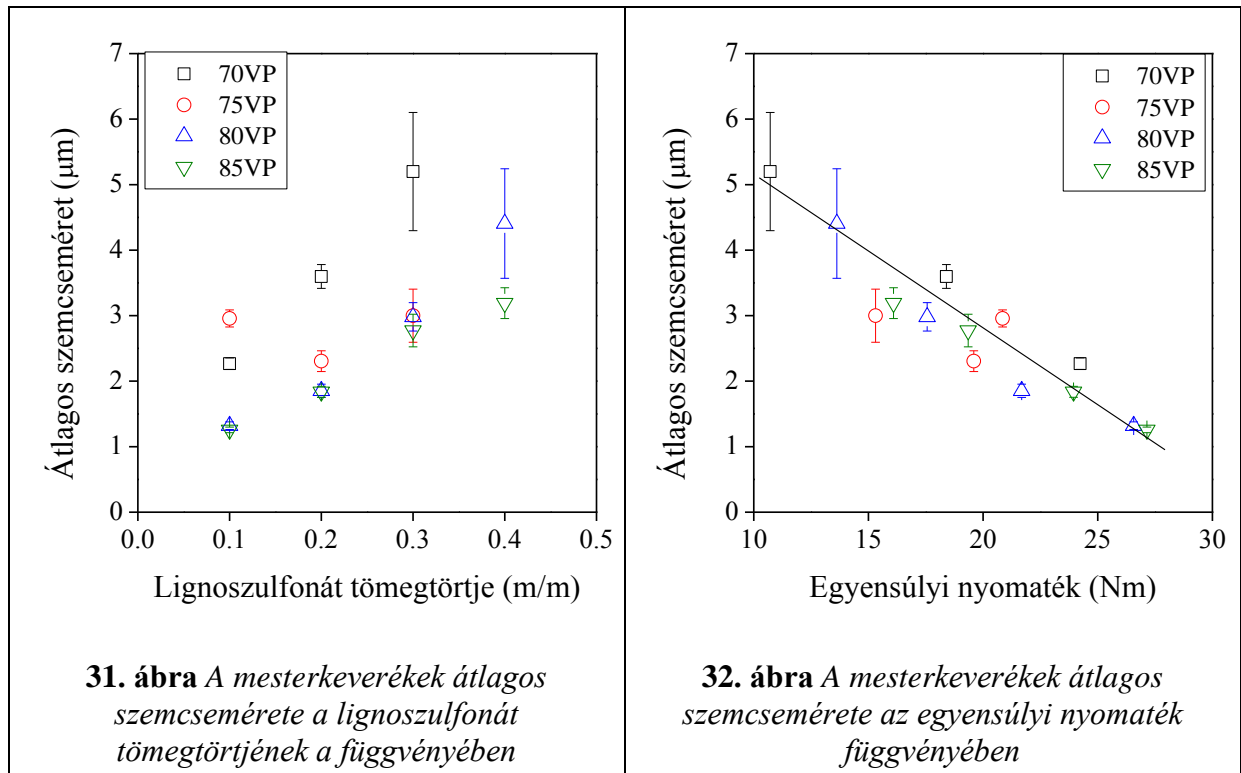 7
6
5
4
3
2
1
0
Átlagos szemcseméret (µm)
70VP
75VP
80VP
85VP
0.0 0.1 0.2 0.3 0.4 0.5
Lignoszulfonát tömegtörtje (m/m)
31. ábra A mesterkeverékek átlagos
szemcsemérete a lignoszulfonát
tömegtörtjének a függvényében
7
6
5
4
3
2
1
0
Átlagos szemcseméret (µm)
70VP
75VP
80VP
85VP
10 15 20 25 30
Egyensúlyi nyomaték (Nm)
32. ábra A mesterkeverékek átlagos
szemcsemérete az egyensúlyi nyomaték
függvényében